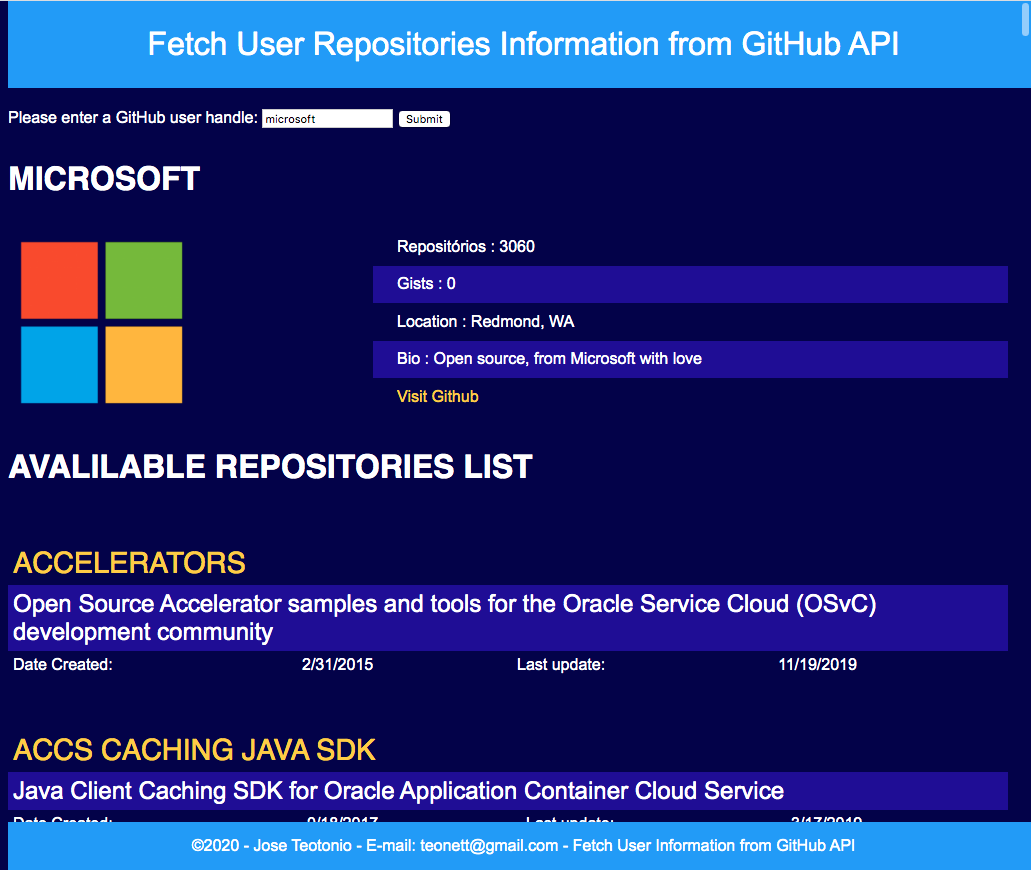 Fetch User Repositories Information from GitHub API
Please enter a GitHub user handle: microsoft Submit
MICROSOFT
Repositórios : 3060
Gists : 0
Location : Redmond, WA
Bio : Open source, from Microsoft with love
Visit Github
AVALILABLE REPOSITORIES LIST
ACCELERATORS
Open Source Accelerator samples and tools for the Oracle Service Cloud (OSvC)
development community
Date Created: 2/31/2015 Last update: 11/19/2019
ACCS CACHING JAVA SDK
Java Client Caching SDK for Oracle Application Container Cloud Service
Date Created: Last update:
©2020 - Jose Teotonio - E-mail: teonett@gmail.com - Fetch User Information from GitHub API